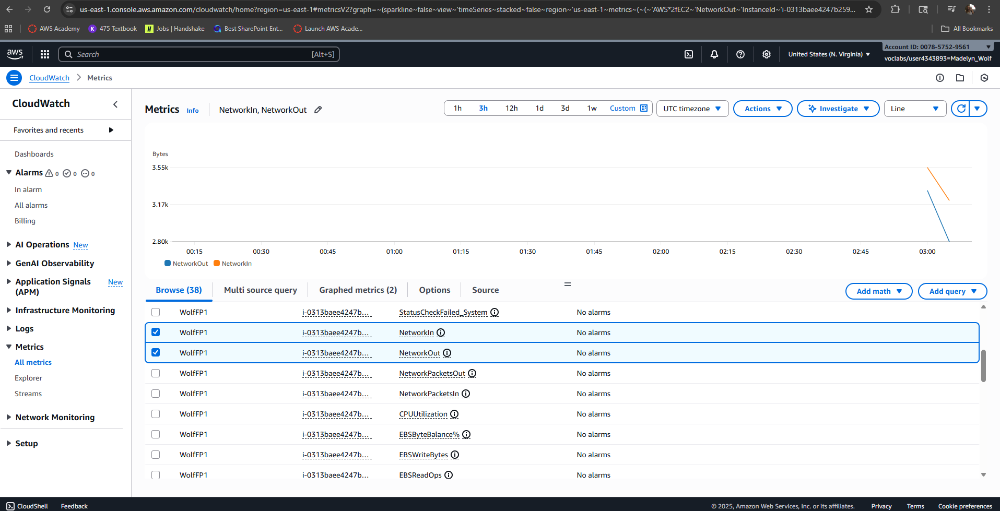 us-east-1.console.aws.amazon.com/cloudwatch/home?region=us-east-1#metricsV2?graph=~(sparkline~false~view~'timeSeries~stacked~false~region~'us-east-1~metrics~(~(~'AWS*2fEC2~'NetworkOut~'InstanceId~'i-0313baee4247b259...
AWS Academy
K 475 Textbook
Jobs | Handshake
Best SharePoint Ent...
Launch AWS Acade...
All Bookmarks
aws
Search
[Alt+S]
United States (N. Virginia)
Account ID: 0078-5752-9561
voclabs/user4343893=Madelyn_Wolf
CloudWatch
Metrics
CloudWatch
Favorites and recents
Dashboards
Alarms 0 0 0
In alarm
All alarms
Billing
AI Operations New
GenAI Observability
Application Signals (APM) New
Infrastructure Monitoring
Logs
Metrics
All metrics
Explorer
Streams
Network Monitoring
Setup
Metrics Info
NetworkIn, NetworkOut
1h 3h 12h 1d 3d 1w Custom
UTC timezone
Actions
Investigate
Line
Bytes
3.55k
3.17k
2.80k
00:15 00:30 00:45 01:00 01:15 01:30 01:45 02:00 02:15 02:30 02:45 03:00
NetworkOut NetworkIn
Browse (38)
Multi source query
Graphed metrics (2)
Options
Source
Add math
Add query
WolfFP1 i-0313baee4247b... StatusCheckFailed_System No alarms
WolfFP1 i-0313baee4247b... NetworkIn No alarms
WolfFP1 i-0313baee4247b... NetworkOut No alarms
WolfFP1 i-0313baee4247b... NetworkPacketsOut No alarms
WolfFP1 i-0313baee4247b... NetworkPacketsIn No alarms
WolfFP1 i-0313baee4247b... CPUUtilization No alarms
WolfFP1 i-0313baee4247b... EBSByteBalance% No alarms
WolfFP1 i-0313baee4247b... EBSWriteBytes No alarms
WolfFP1 i-0313baee4247b... EBSReadOps No alarms
CloudShell
Feedback
© 2025, Amazon Web Services, Inc. or its affiliates.
Privacy
Terms
Cookie preferences